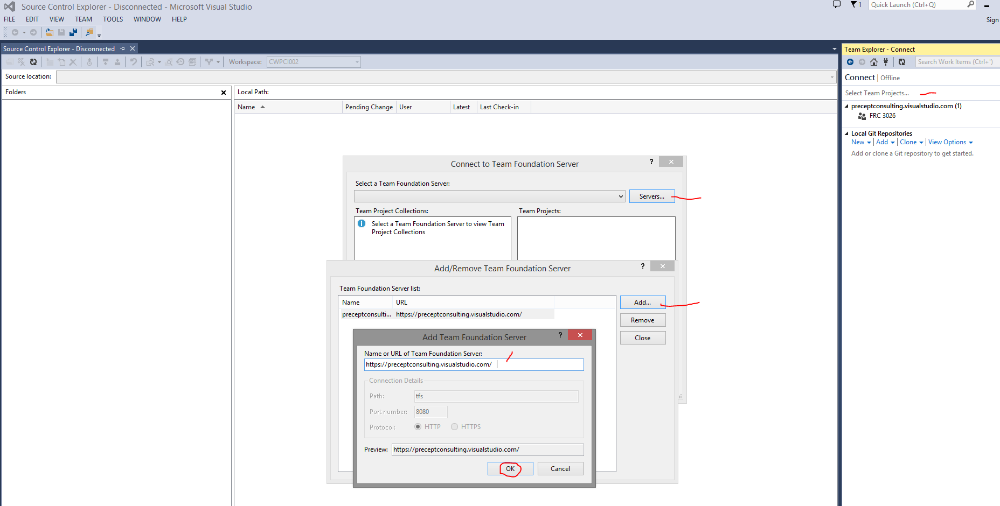 Source Control Explorer - Disconnected - Microsoft Visual Studio
1
Quick Launch (Ctrl+Q)
FILE EDIT VIEW TEAM TOOLS WINDOW HELP
Sign
Source Control Explorer - Disconnected
Workspace: CWPCI002
Source location:
Folders
Local Path:
Name Pending Change User Latest Last Check-in
Connect to Team Foundation Server ?
Select a Team Foundation Server:
Servers...
Team Project Collections: Team Projects:
Select a Team Foundation Server to view Team
Project Collections
Add/Remove Team Foundation Server ?
Team Foundation Server list:
Name URL
preceptconsulti... https://preceptconsulting.visualstudio.com/
Add...
Remove
Close
Add Team Foundation Server ?
Name or URL of Team Foundation Server:
https://preceptconsulting.visualstudio.com/
Connection Details
Path: tfs
Port number: 8080
Protocol: HTTP HTTPS
Preview: https://preceptconsulting.visualstudio.com/
OK Cancel
Team Explorer - Connect
Search Work Items (Ctrl+')
Connect | Offline
Select Team Projects...
preceptconsulting.visualstudio.com (1)
FRC 3026
Local Git Repositories
New | Add | Clone | View Options
Add or clone a Git repository to get started.